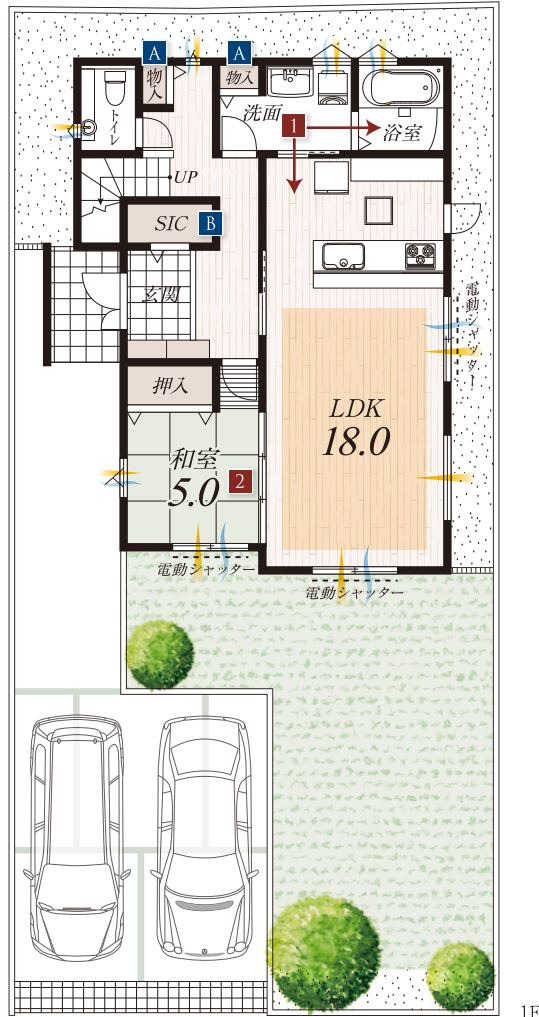 A
A
物入
物入
洗面
1
浴室
トイレ
UP
SIC
B
玄関
電動シャッター
押入
LDK
18.0
和室
2
5.0
電動シャッター
電動シャッター
1F